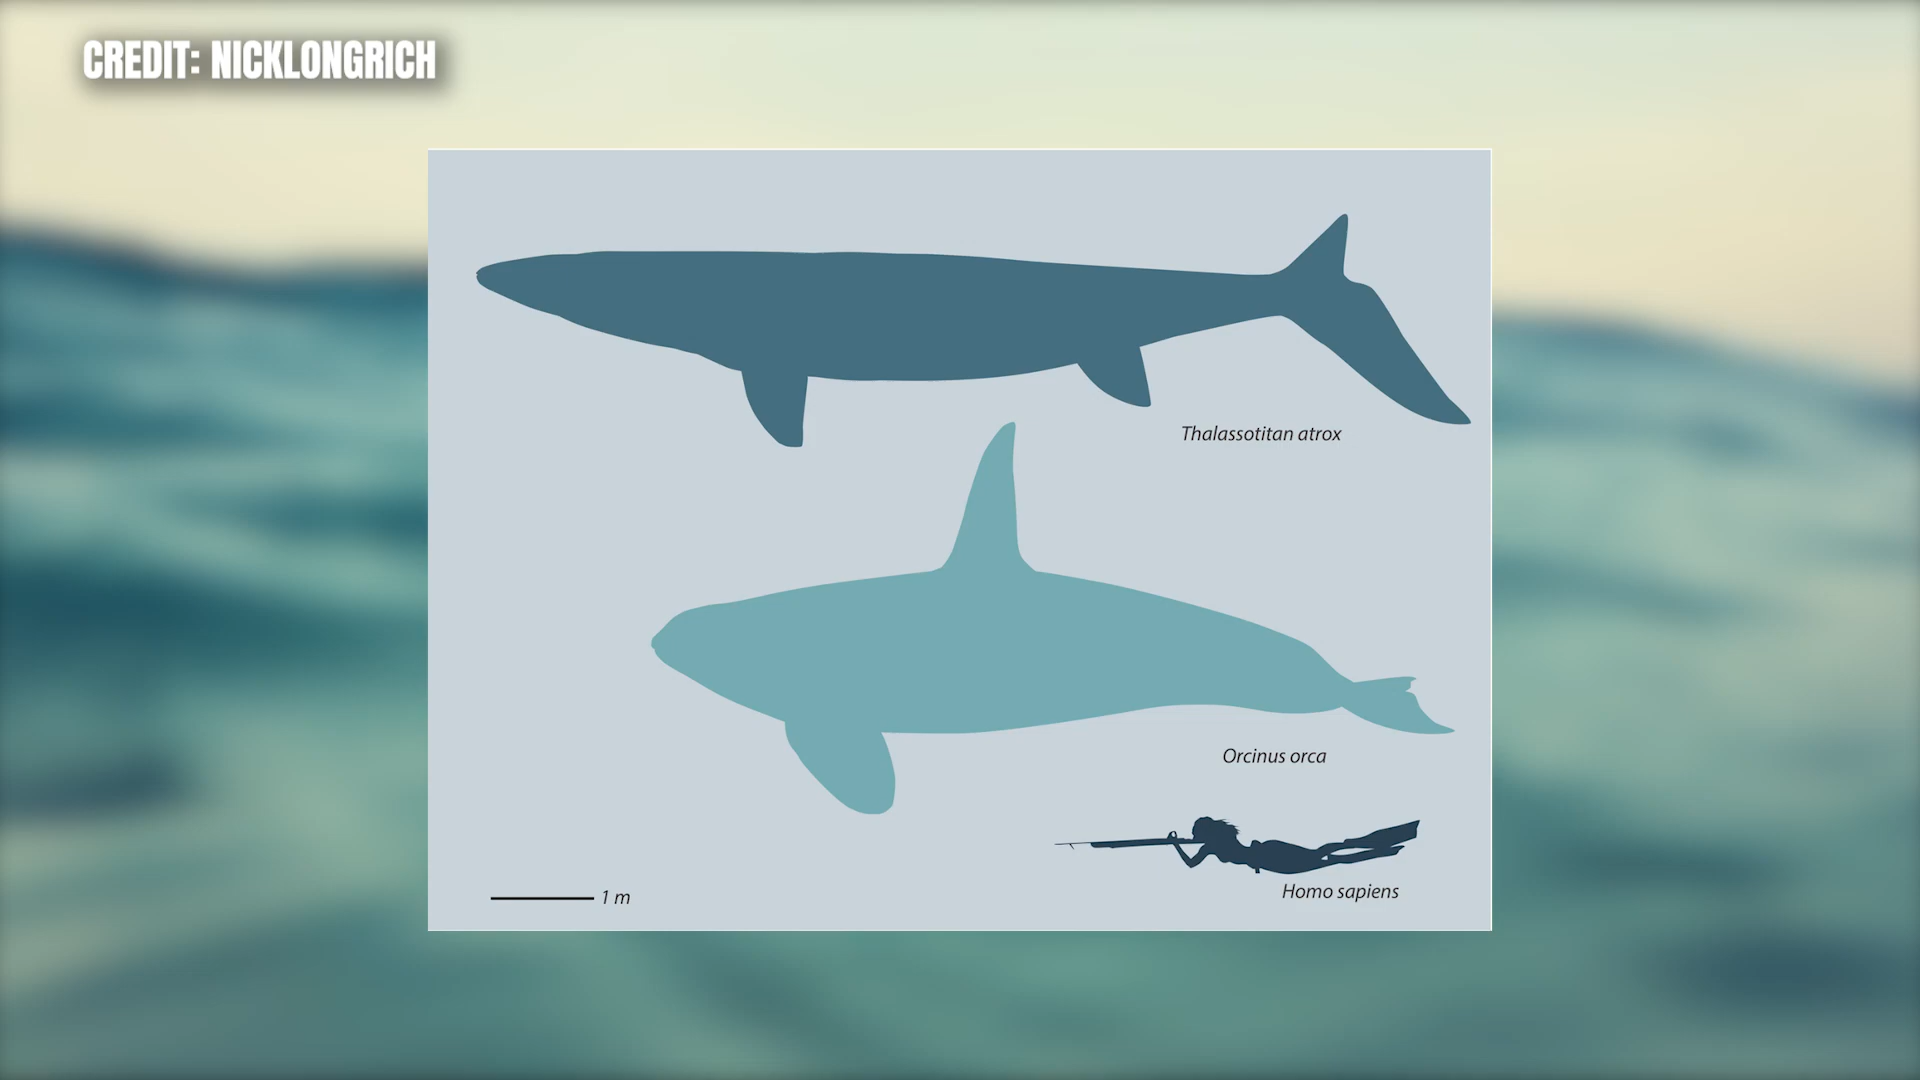 CREDIT: NICKLONGRICH
Thalassotitan atrox
Orcinus orca
Homo sapiens
1 m